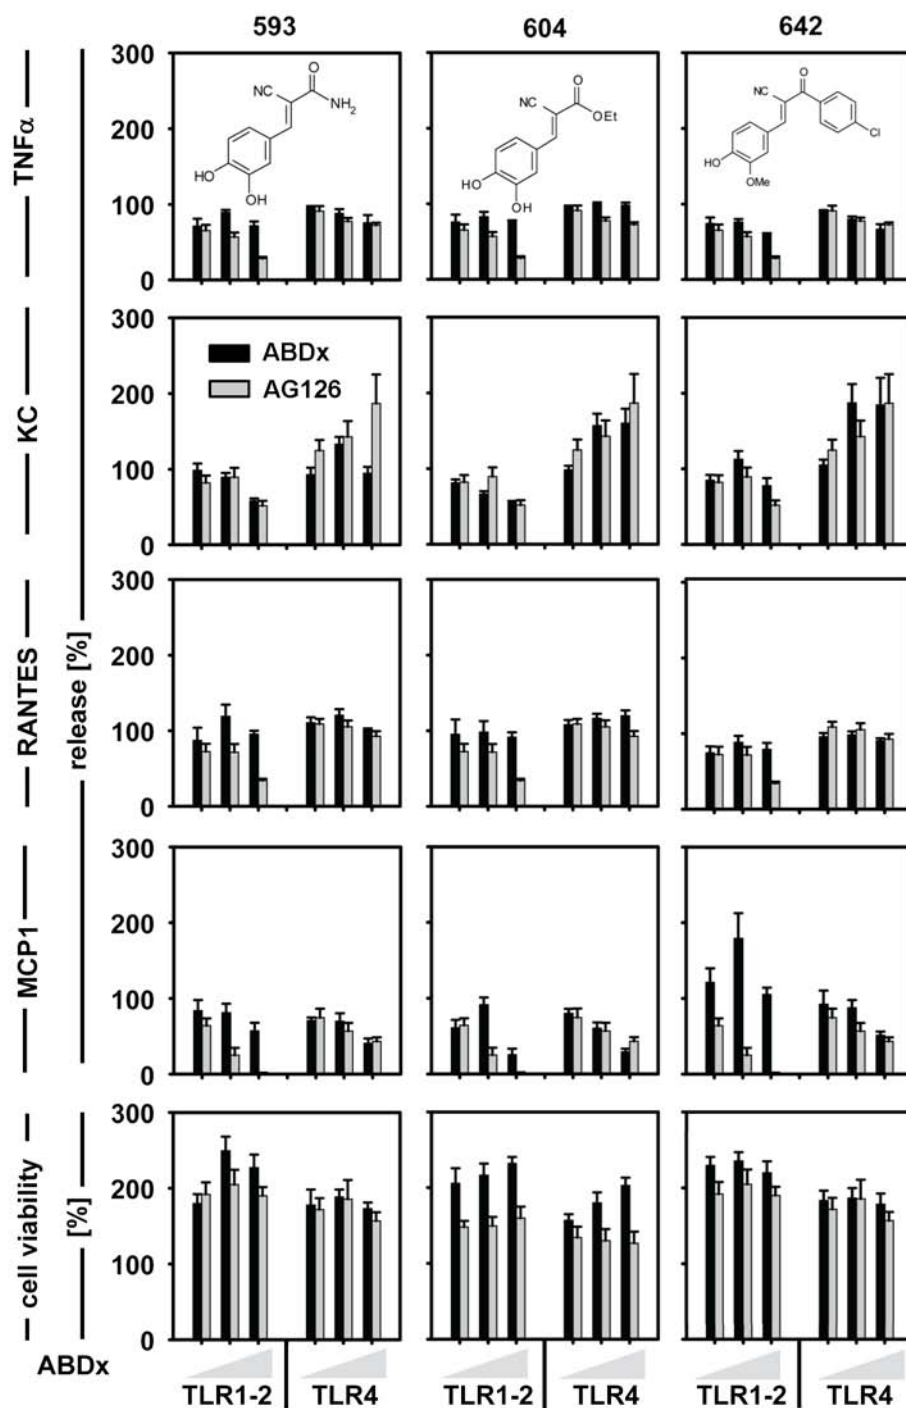 593
604
642
TNFα
300
200
100
0
NC
O
NH2
HO
OH
NC
O
OEt
HO
OH
NC
O
Cl
HO
OMe
release [%]
KC
300
200
100
0
ABDx
AG126
RANTES
300
200
100
0
MCP1
300
200
100
0
cell viability
[%]
300
200
100
0
ABDx
TLR1-2
TLR4
TLR1-2
TLR4
TLR1-2
TLR4